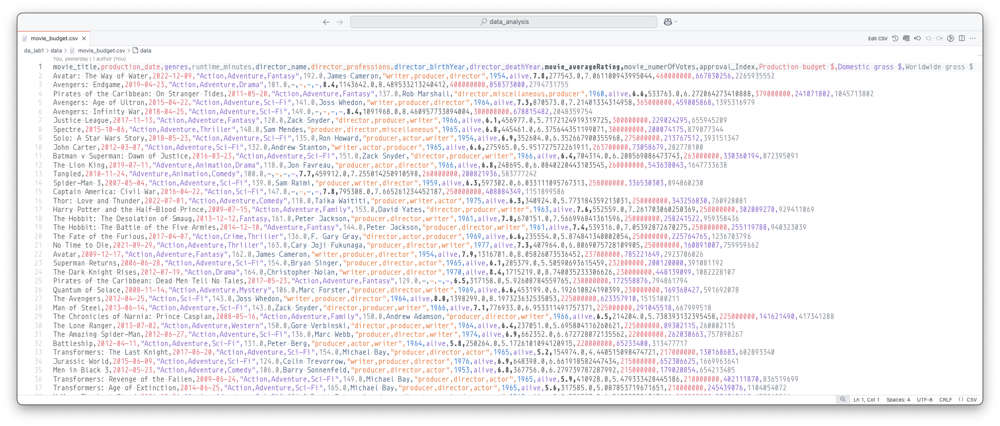 data_analysis
movie_budget.csv
Edit CSV
da_lab1 > data > movie_budget.csv > data
You, yesterday | 1 author (You)
1 movie_title,production_date,genres,runtime_minutes,director_name,director_professions,director_birthYear,director_deathYear,movie_averageRating,movie_numerOfVotes,approval_Index,Production budget $,Domestic gross $,Worldwide gross $
2 Avatar: The Way of Water,2022-12-09,"Action,Adventure,Fantasy",192.0,James Cameron,"writer,producer,director",1954,alive,7.8,277543.0,7.061100943995044,460000000,667830256,2265935552
3 Avengers: Endgame,2019-04-23,"Action,Adventure,Drama",181.0,-,-,-,-,8.4,1143642.0,8.489533213240412,400000000,858373000,2794731755
4 Pirates of the Caribbean: On Stranger Tides,2011-05-20,"Action,Adventure,Fantasy",137.0,Rob Marshall,"director,miscellaneous,producer",1960,alive,6.6,533763.0,6.272064273410888,379000000,241071802,1045713802
5 Avengers: Age of Ultron,2015-04-22,"Action,Adventure,Sci-Fi",141.0,Joss Whedon,"writer,producer,director",1964,alive,7.3,870573.0,7.21401334314958,365000000,459005868,1395316979
6 Avengers: Infinity War,2018-04-25,"Action,Adventure,Sci-Fi",149.0,-,-,-,-,8.4,1091968.0,8.460957733894004,300000000,678815482,2048359754
7 Justice League,2017-11-13,"Action,Adventure,Fantasy",120.0,Zack Snyder,"director,producer,writer",1966,alive,6.1,456977.0,5.7172124919319725,300000000,229024295,655945209
8 Spectre,2015-10-06,"Action,Adventure,Thriller",148.0,Sam Mendes,"producer,director,miscellaneous",1965,alive,6.8,445461.0,6.375644351199071,300000000,200074175,879077344
9 Solo: A Star Wars Story,2018-05-23,"Action,Adventure,Sci-Fi",135.0,Ron Howard,"producer,actor,writer",1954,alive,6.9,352604.0,6.352667900355968,275000000,213767512,393151347
10 John Carter,2012-03-07,"Action,Adventure,Sci-Fi",132.0,Andrew Stanton,"writer,actor,producer",1965,alive,6.6,275965.0,5.951727572261911,263700000,73058679,282778100
11 Batman v Superman: Dawn of Justice,2016-03-23,"Action,Adventure,Sci-Fi",151.0,Zack Snyder,"director,producer,writer",1966,alive,6.4,704314.0,6.208569086473743,263000000,330360194,872395091
12 The Lion King,2019-07-11,"Adventure,Animation,Drama",118.0,Jon Favreau,"producer,actor,director",1966,alive,6.8,248695.0,6.0840220443103545,260000000,543638043,1647733638
13 Tangled,2010-11-24,"Adventure,Animation,Comedy",100.0,-,-,-,-,7.7,459912.0,7.255014250910598,260000000,200821936,583777242
14 Spider-Man 3,2007-05-04,"Action,Adventure,Sci-Fi",139.0,Sam Raimi,"producer,writer,director",1959,alive,6.3,597302.0,6.033111095767313,258000000,336530303,894860230
15 Captain America: Civil War,2016-04-22,"Action,Sci-Fi",147.0,-,-,-,-,7.8,795308.0,7.665261234452187,250000000,408084349,1151899586
16 Thor: Love and Thunder,2022-07-01,"Action,Adventure,Comedy",118.0,Taika Waititi,"producer,writer,actor",1975,alive,6.3,340924.0,5.773184359213031,250000000,343256830,760928081
17 Harry Potter and the Half-Blood Prince,2009-07-15,"Action,Adventure,Family",153.0,David Yates,"director,producer,writer",1963,alive,7.6,552559.0,7.261703060250369,250000000,302089278,929411069
18 The Hobbit: The Desolation of Smaug,2013-12-12,Fantasy,161.0,Peter Jackson,"producer,director,writer",1961,alive,7.8,670151.0,7.566996841361596,250000000,258241522,959358436
19 The Hobbit: The Battle of the Five Armies,2014-12-10,"Adventure,Fantasy",144.0,Peter Jackson,"producer,director,writer",1961,alive,7.4,539316.0,7.05392872670275,250000000,255119788,940323039
20 The Fate of the Furious,2017-04-07,"Action,Crime,Thriller",136.0,F. Gary Gray,"director,actor,producer",1969,alive,6.6,235554.0,5.874841340002054,250000000,225764765,1236703796
21 No Time to Die,2021-09-29,"Action,Adventure,Thriller",163.0,Cary Joji Fukunaga,"producer,director,writer",1977,alive,7.3,407964.0,6.8069075728109905,250000000,160891007,759959662
22 Avatar,2009-12-17,"Action,Adventure,Fantasy",162.0,James Cameron,"writer,producer,director",1954,alive,7.9,1316701.0,8.05826073536452,237000000,785221649,2923706026
23 Superman Returns,2006-06-28,"Action,Adventure,Sci-Fi",154.0,Bryan Singer,"producer,director,actor",1965,alive,6.1,285379.0,5.50590693615459,232000000,200120000,391081192
24 The Dark Knight Rises,2012-07-19,"Action,Drama",164.0,Christopher Nolan,"writer,producer,director",1970,alive,8.4,1715219.0,8.740035233306626,230000000,448139099,1082228107
25 Pirates of the Caribbean: Dead Men Tell No Tales,2017-05-23,"Action,Adventure,Fantasy",129.0,-,-,-,-,6.5,317158.0,5.92608784559765,230000000,172558876,794861794
26 Quantum of Solace,2008-11-14,"Action,Adventure,Mystery",106.0,Marc Forster,"producer,director,writer",1969,alive,6.6,453199.0,6.192610824190399,230000000,169368427,591692078
27 The Avengers,2012-04-25,"Action,Sci-Fi",143.0,Joss Whedon,"writer,producer,director",1964,alive,8.0,1398299.0,8.197323632535053,225000000,623357910,1515100211
28 Man of Steel,2013-06-14,"Action,Adventure,Sci-Fi",143.0,Zack Snyder,"director,producer,writer",1966,alive,7.1,776933.0,6.953311491757371,225000000,291045518,667999518
29 The Chronicles of Narnia: Prince Caspian,2008-05-16,"Action,Adventure,Family",150.0,Andrew Adamson,"producer,director,writer",1966,alive,6.5,214204.0,5.738393132395458,225000000,141621490,417341288
30 The Lone Ranger,2013-07-02,"Action,Adventure,Western",150.0,Gore Verbinski,"director,producer,writer",1964,alive,6.4,237051.0,5.695804116260621,225000000,89302115,260002115
31 The Amazing Spider-Man,2012-06-27,"Action,Adventure,Sci-Fi",136.0,Marc Webb,"producer,director,writer",1974,alive,6.9,662352.0,6.672728072135562,220000000,262030663,757890267
32 Battleship,2012-04-11,"Action,Adventure,Sci-Fi",131.0,Peter Berg,"producer,actor,writer",1964,alive,5.8,250264.0,5.1726101094120915,220000000,65233400,313477717
33 Transformers: The Last Knight,2017-06-20,"Action,Adventure,Sci-Fi",154.0,Michael Bay,"producer,director,actor",1965,alive,5.2,154974.0,4.440515098474721,217000000,130168683,602893340
34 Jurassic World,2015-06-09,"Action,Adventure,Sci-Fi",124.0,Colin Trevorrow,"writer,producer,director",1976,alive,6.9,648398.0,6.661918582447434,215000000,652306625,1669963641
35 Men in Black 3,2012-05-23,"Action,Adventure,Comedy",106.0,Barry Sonnenfeld,"producer,director,actor",1953,alive,6.8,367756.0,6.279739787287992,215000000,179020854,654213485
36 Transformers: Revenge of the Fallen,2009-06-24,"Action,Adventure,Sci-Fi",149.0,Michael Bay,"producer,director,actor",1965,alive,5.9,410928.0,5.479333428445186,210000000,402111870,836519699
37 Transformers: Age of Extinction,2014-06-25,"Action,Adventure,Sci-Fi",165.0,Michael Bay,"producer,director,actor",1965,alive,5.6,317585.0,5.087853719671651,210000000,245439076,1104054072
Ln 1, Col 1 Spaces: 4 UTF-8 CRLF {} CSV